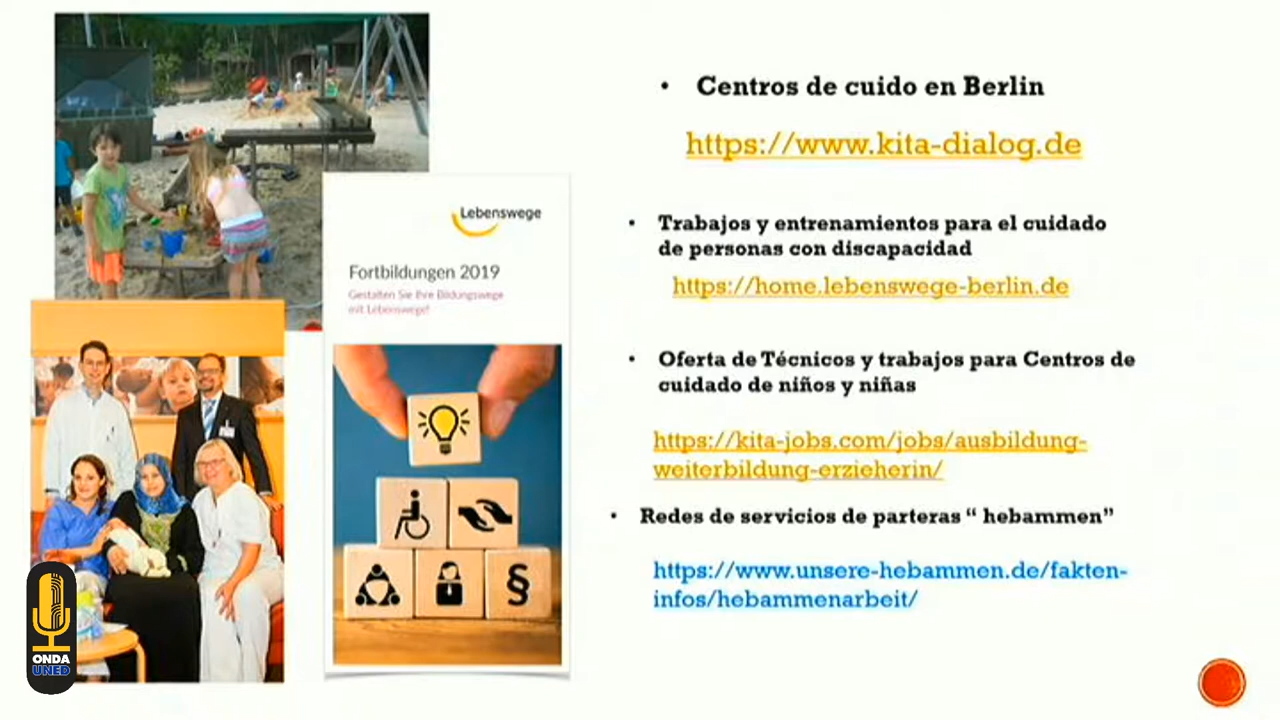 • Centros de cuido en Berlin
https://www.kita-dialog.de
• Trabajos y entrenamientos para el cuidado
de personas con discapacidad
https://home.lebenswege-berlin.de
• Oferta de Técnicos y trabajos para Centros de
cuidado de niños y niñas
https://kita-jobs.com/jobs/ausbildung-
weiterbildung-erzieherin/
• Redes de servicios de parteras “ hebammen”
https://www.unsere-hebammen.de/fakten-
infos/hebammenarbeit/
Lebenswege
Fortbildungen 2019
Gestalten Sie Ihre Bildungswege
mit Lebenswege!
§
ONDA
UNED